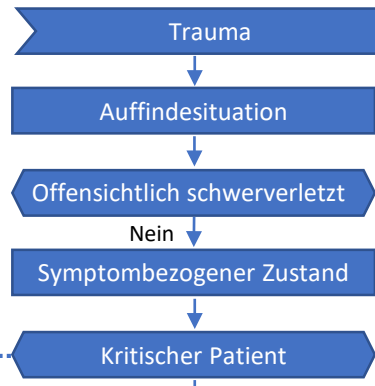 Trauma
Auffindesituation
Offensichtlich schwerverletzt
Nein
Symptombezogener Zustand
Kritischer Patient